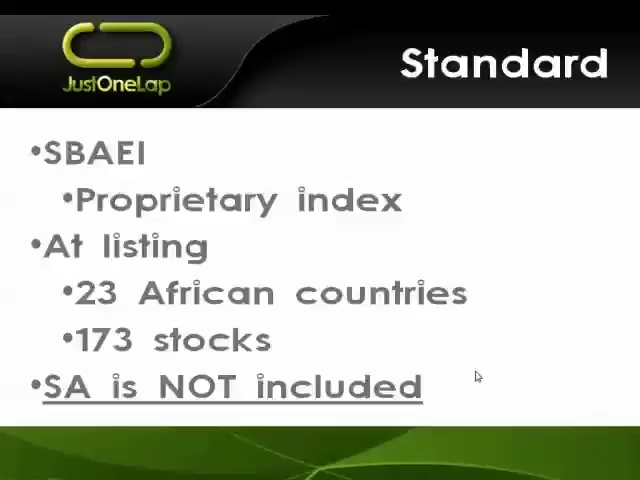 JustOneLap
Standard
•SBAEI
•Proprietary index
•At listing
•23 African countries
•173 stocks
•SA is NOT included